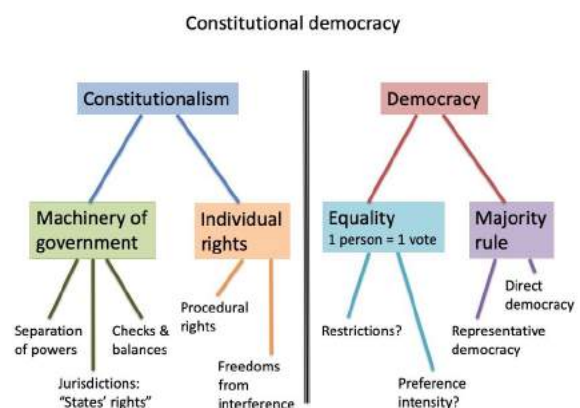 Constitutional democracy
Constitutionalism
Democracy
Machinery of
government
Individual
rights
Equality
1 person = 1 vote
Majority
rule
Separation
of powers
Jurisdictions:
“States’ rights”
Checks &
balances
Procedural
rights
Freedoms
from
interference
Restrictions?
Preference
intensity?
Representative
democracy
Direct
democracy